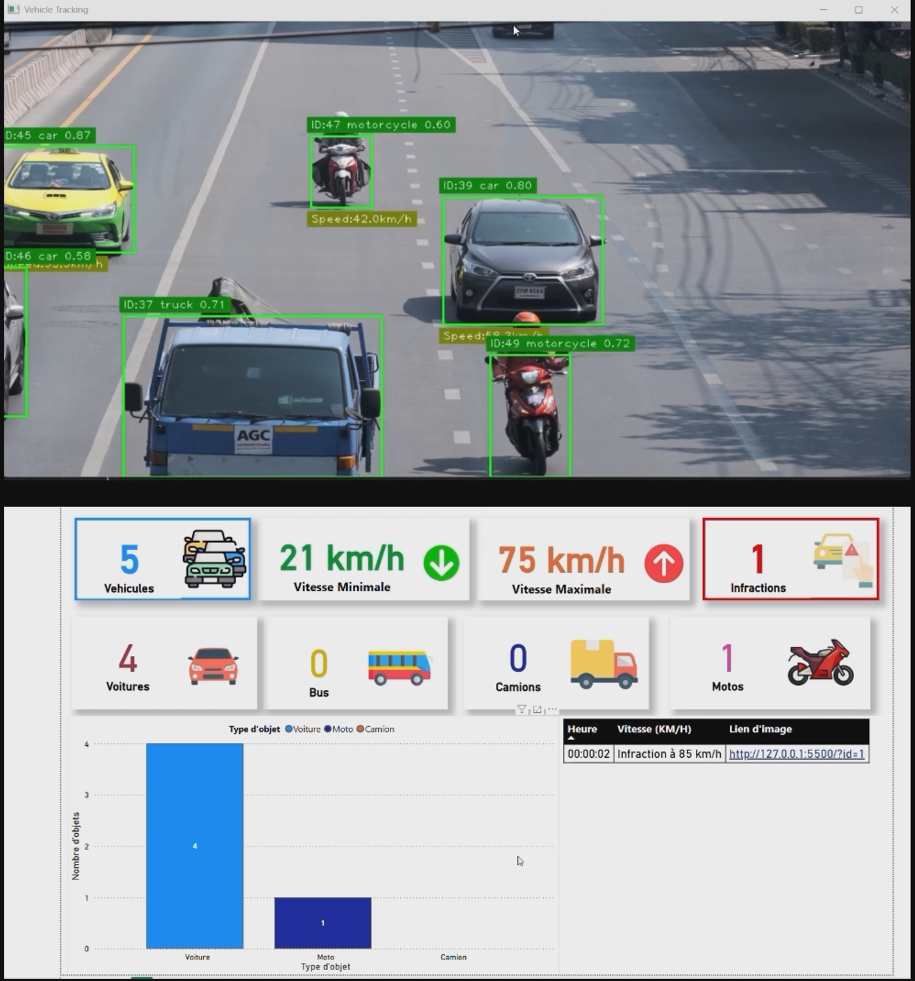 Vehicle Tracking
D:45 car 0.87
ID:47 motorcycle 0.60
Speed:42.0km/h
ID:39 car 0.80
D:46 car 0.58
ID:37 truck 0.71
ID:49 motorcycle 0.72
TAXI
AGC
5
Vehicules
21 km/h
Vitesse Minimale
75 km/h
Vitesse Maximale
1
Infractions
4
Voitures
0
Bus
0
Camions
1
Motos
Type d'objet Voiture Moto Camion
Nombre d'objets
4
3
2
1
0
4
1
Voiture Moto Camion
Type d'objet
Heure Vitesse (KM/H) Lien d'image
00:00:02 Infraction à 85 km/h http://127.0.0.1:5500/?id=1